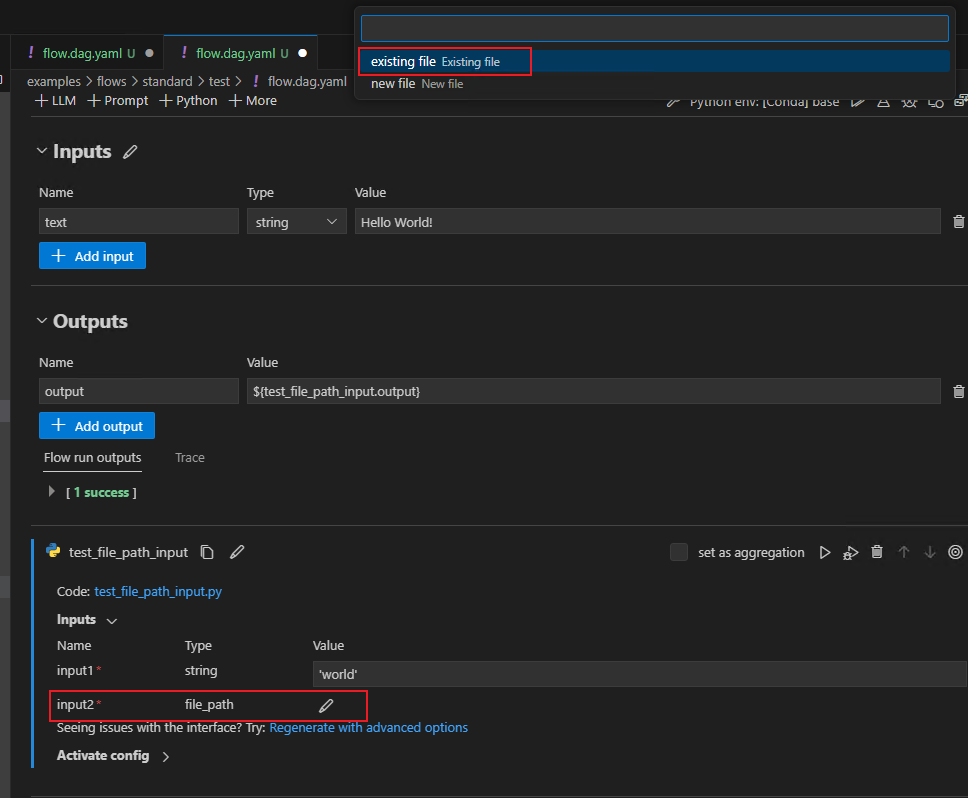 flow.dag.yaml U
flow.dag.yaml U
existing file Existing file
new file New file
examples > flows > standard > test > ! flow.dag.yaml
+ LLM + Prompt + Python + More
Python env: [Conda] base
Inputs
Name Type Value
text string Hello World!
+ Add input
Outputs
Name Value
output ${test_file_path_input.output}
+ Add output
Flow run outputs Trace
[ 1 success ]
test_file_path_input set as aggregation
Code: test_file_path_input.py
Inputs
Name Type Value
input1* string 'world'
input2* file_path
Seeing issues with the interface? Try: Regenerate with advanced options
Activate config